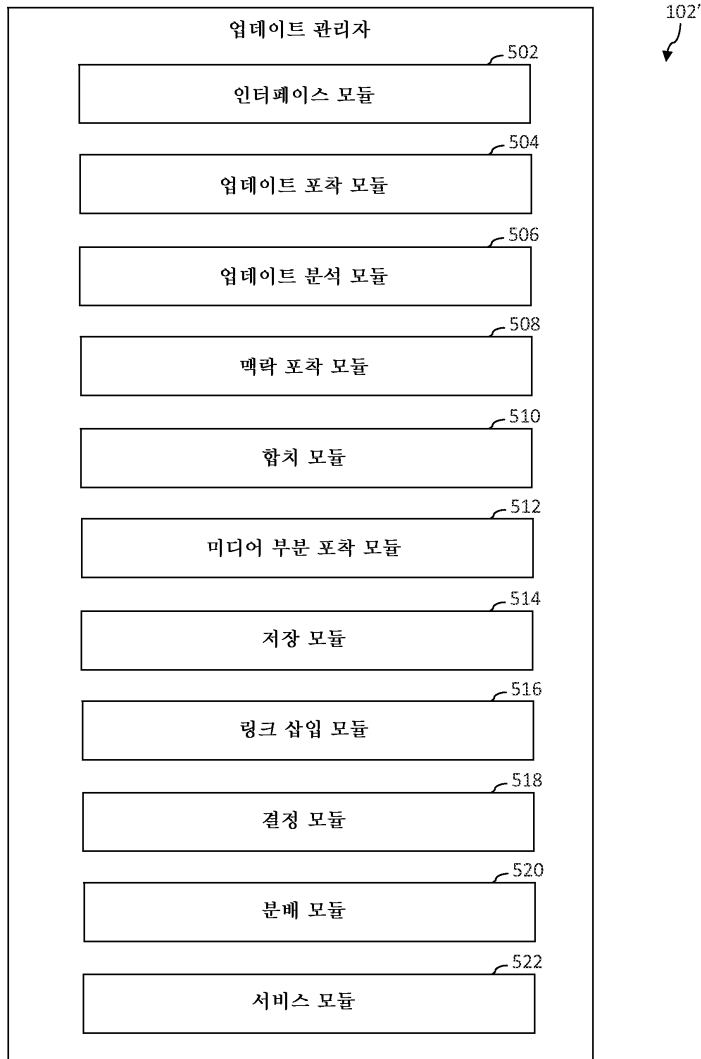 102′
업데이트 관리자
502
인터페이스 모듈
504
업데이트 포착 모듈
506
업데이트 분석 모듈
508
맥락 포착 모듈
510
합치 모듈
512
미디어 부분 포착 모듈
514
저장 모듈
516
링크 삽입 모듈
518
결정 모듈
520
분배 모듈
522
서비스 모듈